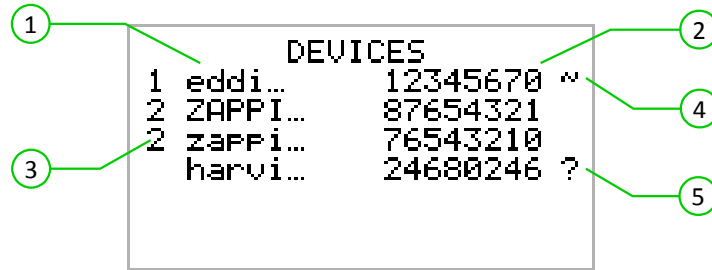 1
2
DEVICES
1 eddi… 12345670 ~
2 ZAPPI… 87654321
4
2 zappi… 76543210
3
harvi… 24680246 ?
5